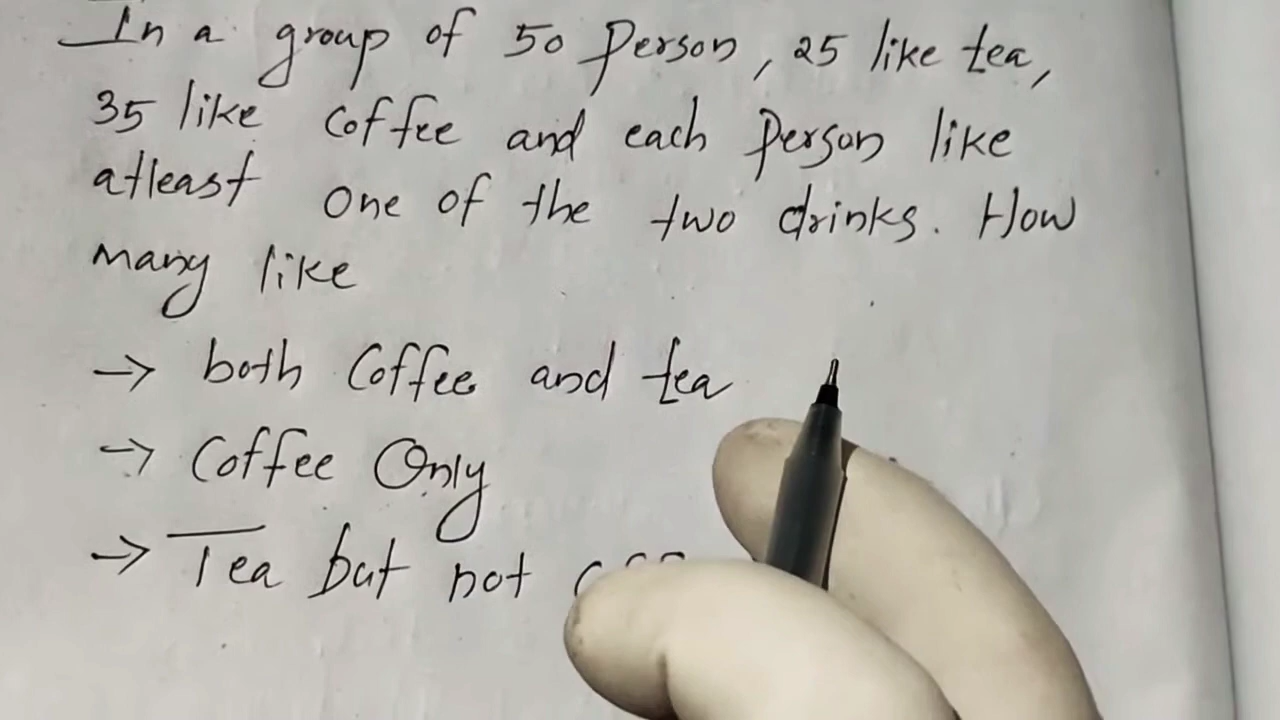 In a group of 50 Person, 25 like tea,
35 like Coffee and each Person like
atleast one of the two drinks. How
many like
→ both Coffee and tea
→ Coffee Only
→ Tea but not